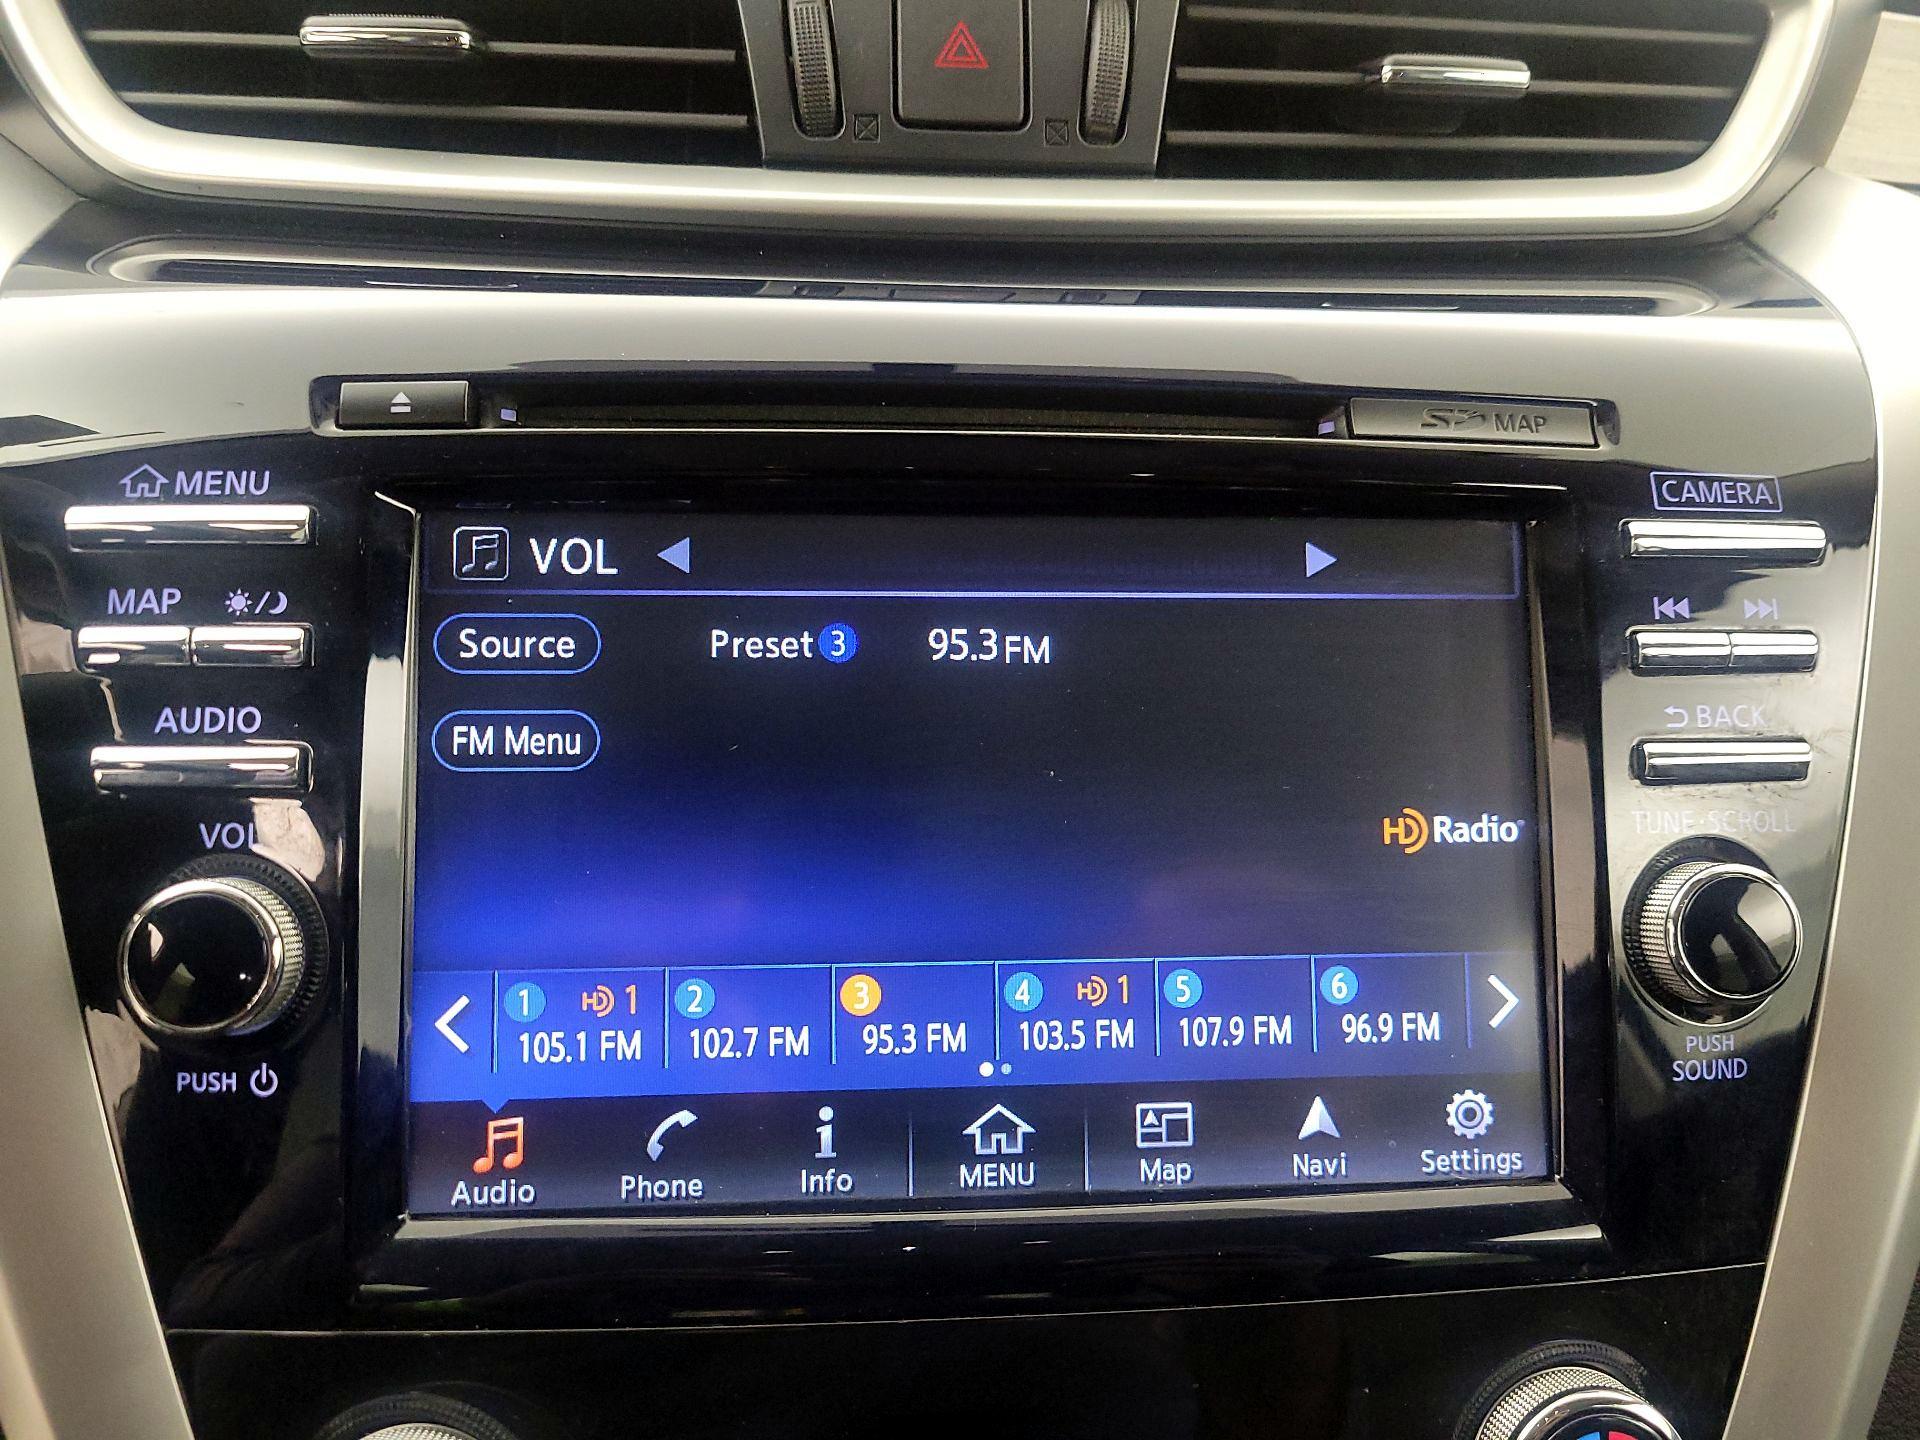 SD MAP
MENU
CAMERA
MAP
AUDIO
BACK
VOL
TUNE·SCROLL
PUSH
PUSH
SOUND
VOL
Source
Preset 3
95.3 FM
FM Menu
HD Radio
1 HD 1
105.1 FM
2
102.7 FM
3
95.3 FM
4 HD 1
103.5 FM
5
107.9 FM
6
96.9 FM
Audio
Phone
Info
MENU
Map
Navi
Settings